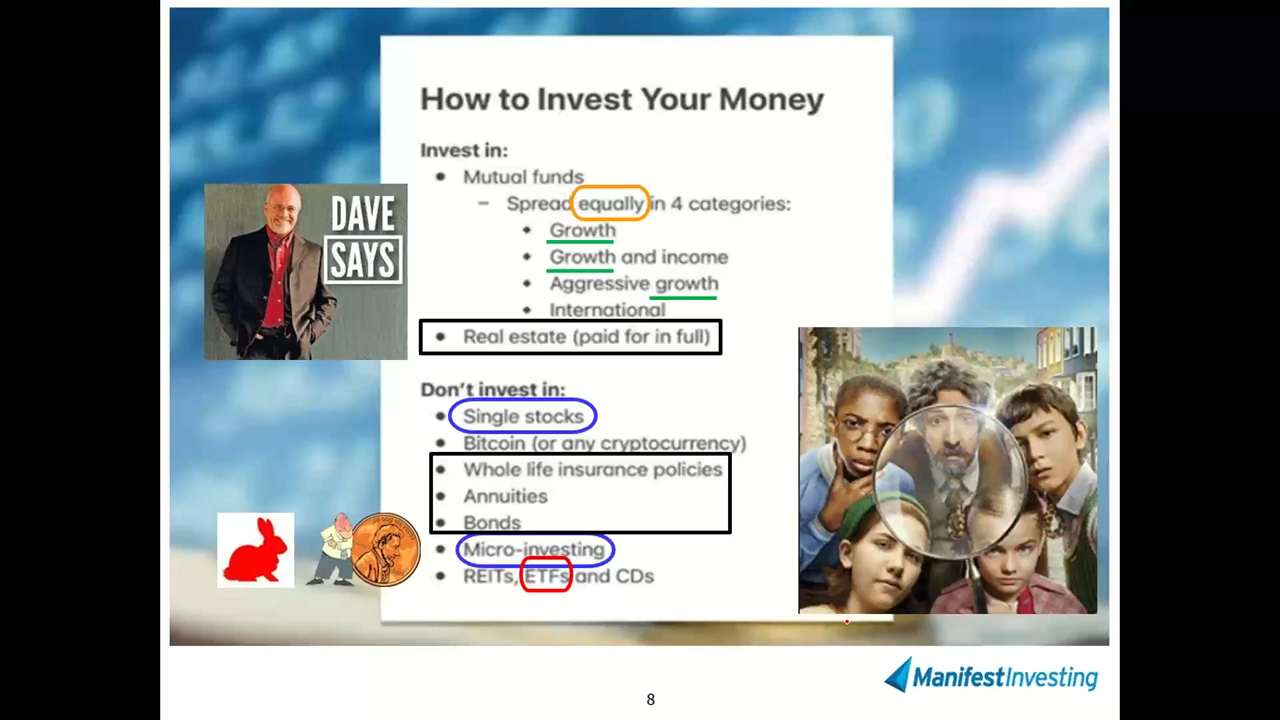 How to Invest Your Money
Invest in:
• Mutual funds
– Spread equally in 4 categories:
• Growth
• Growth and income
• Aggressive growth
• International
• Real estate (paid for in full)
DAVE
SAYS
Don't invest in:
• Single stocks
• Bitcoin (or any cryptocurrency)
• Whole life insurance policies
• Annuities
• Bonds
• Micro-investing
• REITs, ETFs and CDs
ManifestInvesting
8